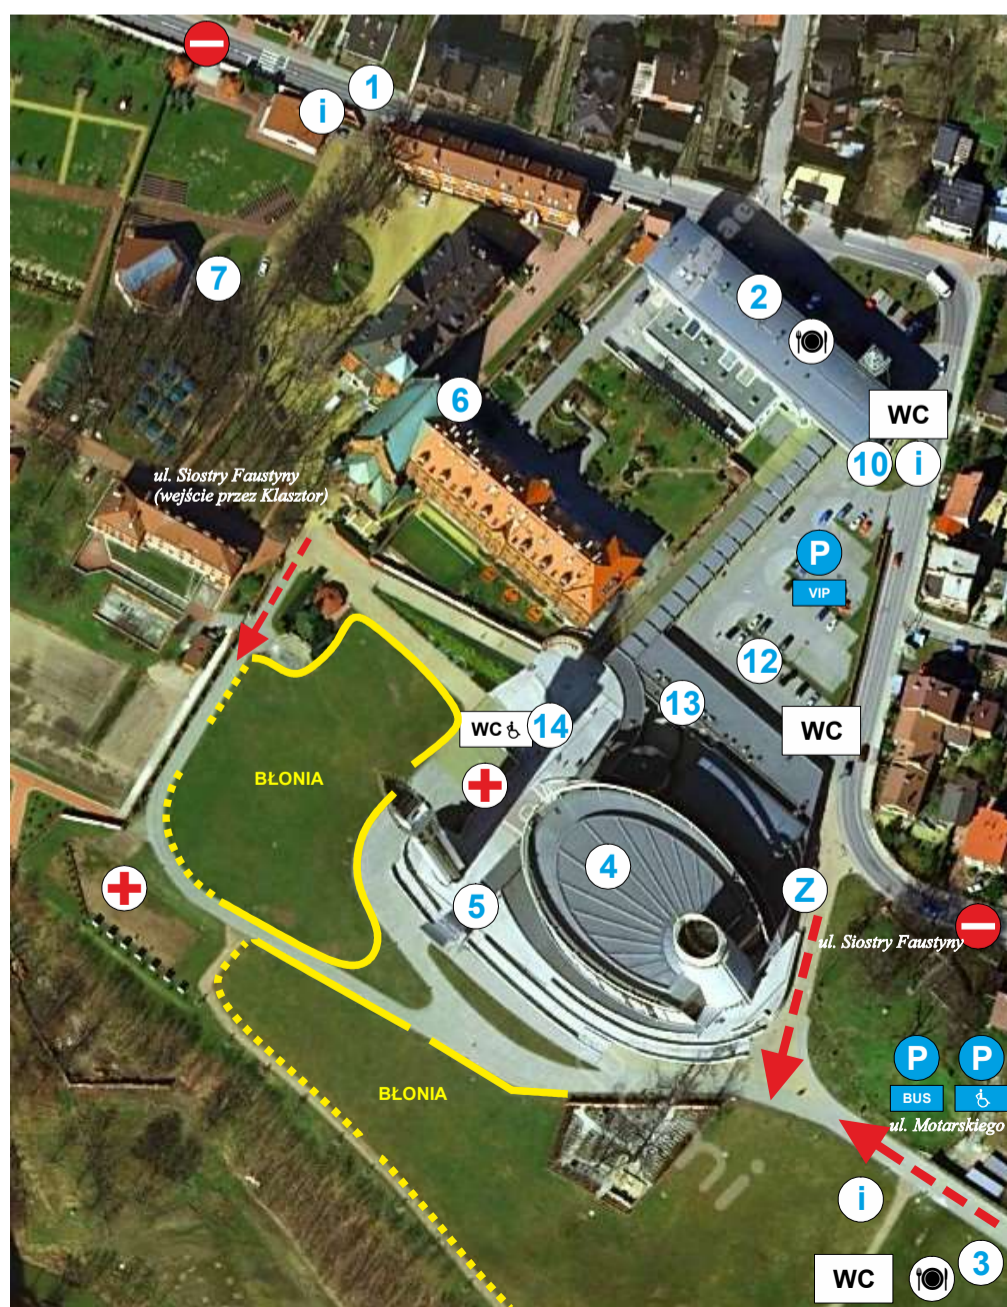 1
i
7
2
6
WC
10
i
ul. Siostry Faustyny
(wejście przez Klasztor)
P
VIP
12
13
WC
14
WC
BŁONIA
4
5
Z
ul. Siostry Faustyny
P
P
BUS
BŁONIA
ul. Motarskiego
i
3
WC